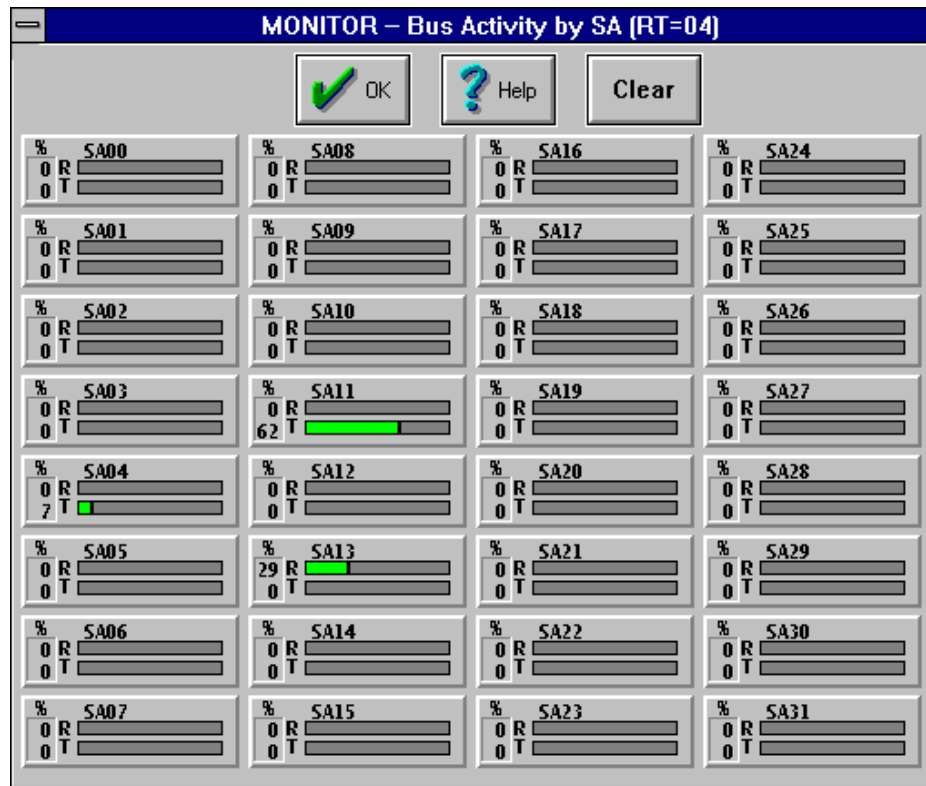 MONITOR – Bus Activity by SA (RT=04)
OK Help Clear
% SA00 % SA08 % SA16 % SA24
0 R 0 R 0 R 0 R
0 T 0 T 0 T 0 T
% SA01 % SA09 % SA17 % SA25
0 R 0 R 0 R 0 R
0 T 0 T 0 T 0 T
% SA02 % SA10 % SA18 % SA26
0 R 0 R 0 R 0 R
0 T 0 T 0 T 0 T
% SA03 % SA11 % SA19 % SA27
0 R 0 R 0 R 0 R
0 T 62 T 0 T 0 T
% SA04 % SA12 % SA20 % SA28
0 R 0 R 0 R 0 R
7 T 0 T 0 T 0 T
% SA05 % SA13 % SA21 % SA29
0 R 29 R 0 R 0 R
0 T 0 T 0 T 0 T
% SA06 % SA14 % SA22 % SA30
0 R 0 R 0 R 0 R
0 T 0 T 0 T 0 T
% SA07 % SA15 % SA23 % SA31
0 R 0 R 0 R 0 R
0 T 0 T 0 T 0 T